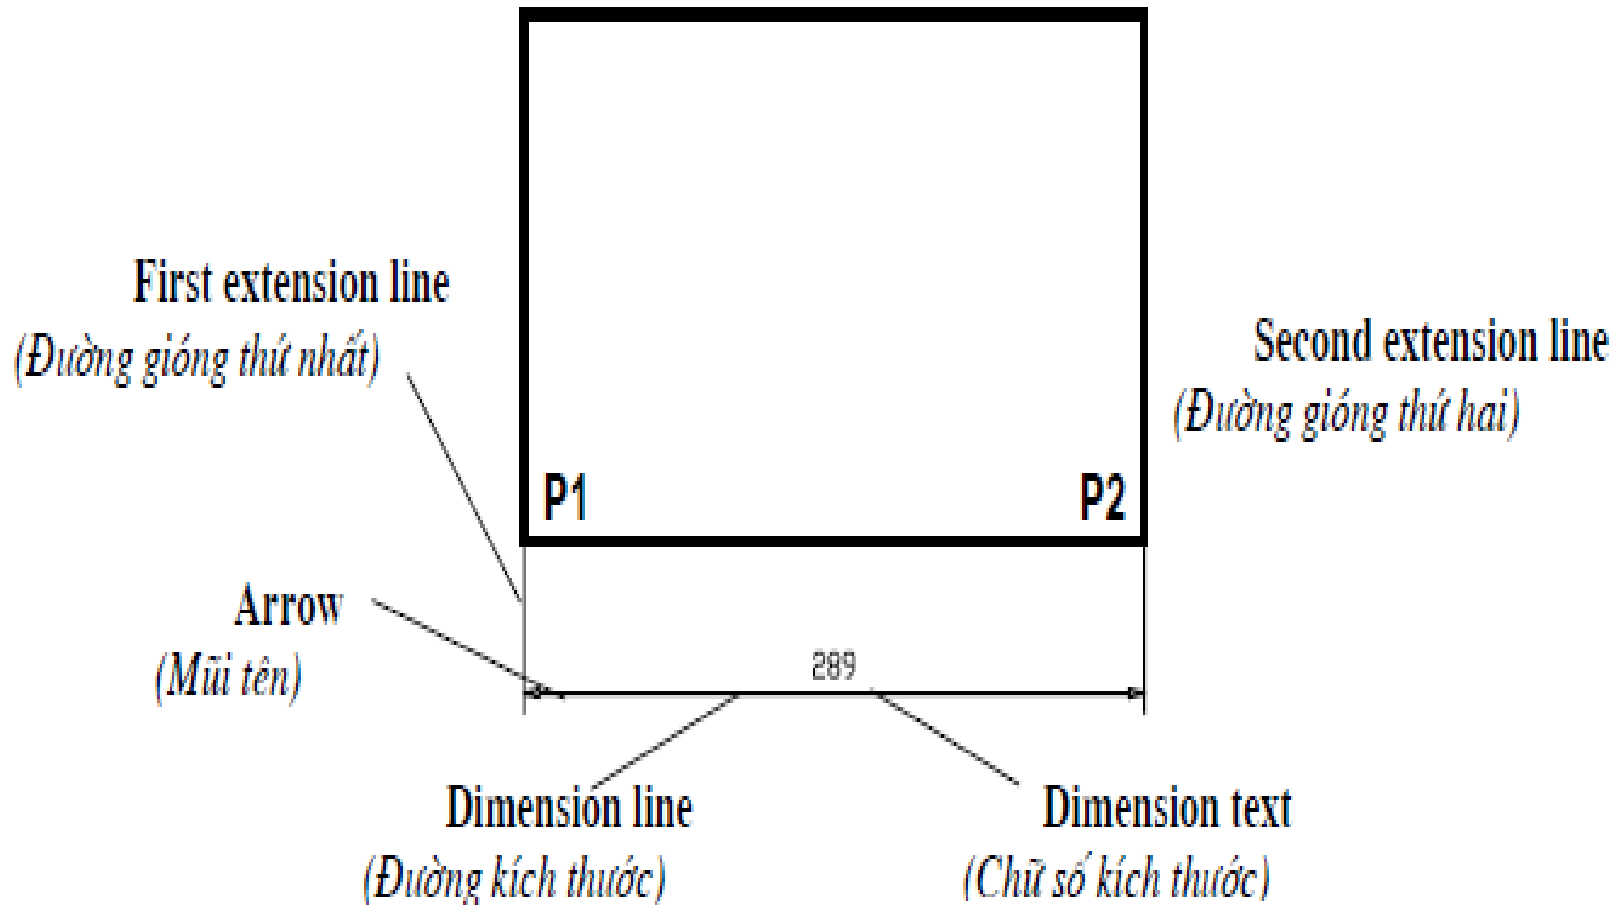 First extension line
(Đường gióng thứ nhất)
Second extension line
(Đường gióng thứ hai)
P1
P2
Arrow
(Mũi tên)
289
Dimension line
(Đường kích thước)
Dimension text
(Chữ số kích thước)